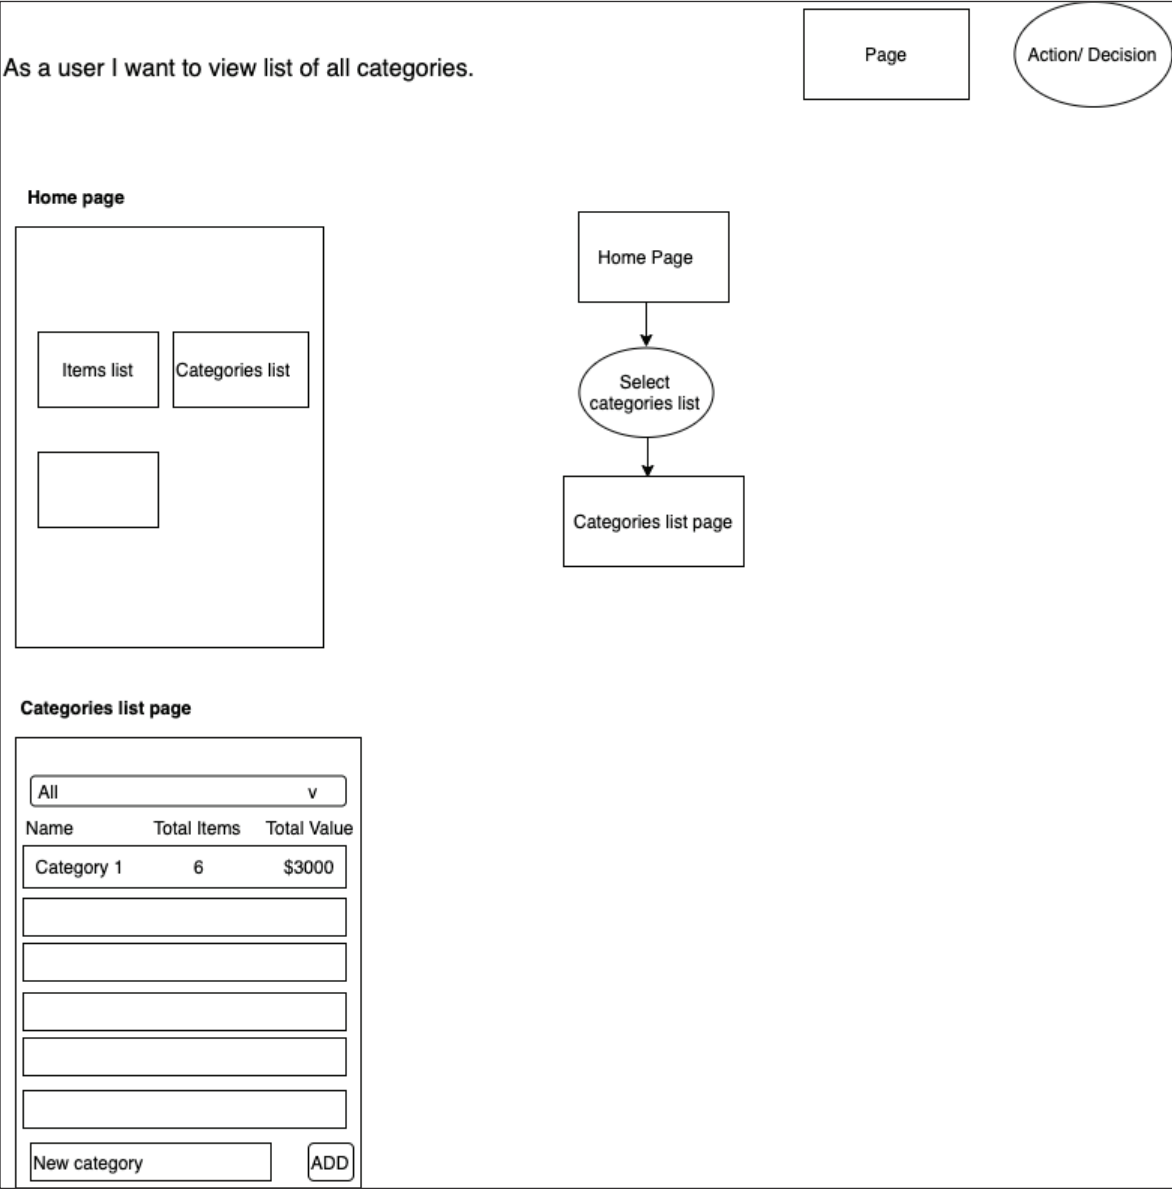 As a user I want to view list of all categories.
Page
Action/ Decision
Home page
Items list
Categories list
Home Page
Select
categories list
Categories list page
Categories list page
All v
Name Total Items Total Value
Category 1 6 $3000
New category ADD